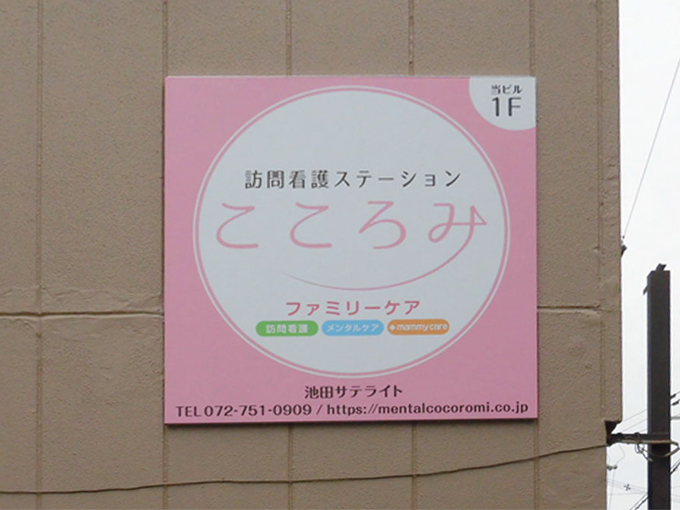 当ビル
1F
訪問看護ステーション
こころみ
ファミリーケア
訪問看護 メンタルケア +mammycare
池田サテライト
TEL 072-751-0909 / https://mentalcocoromi.co.jp